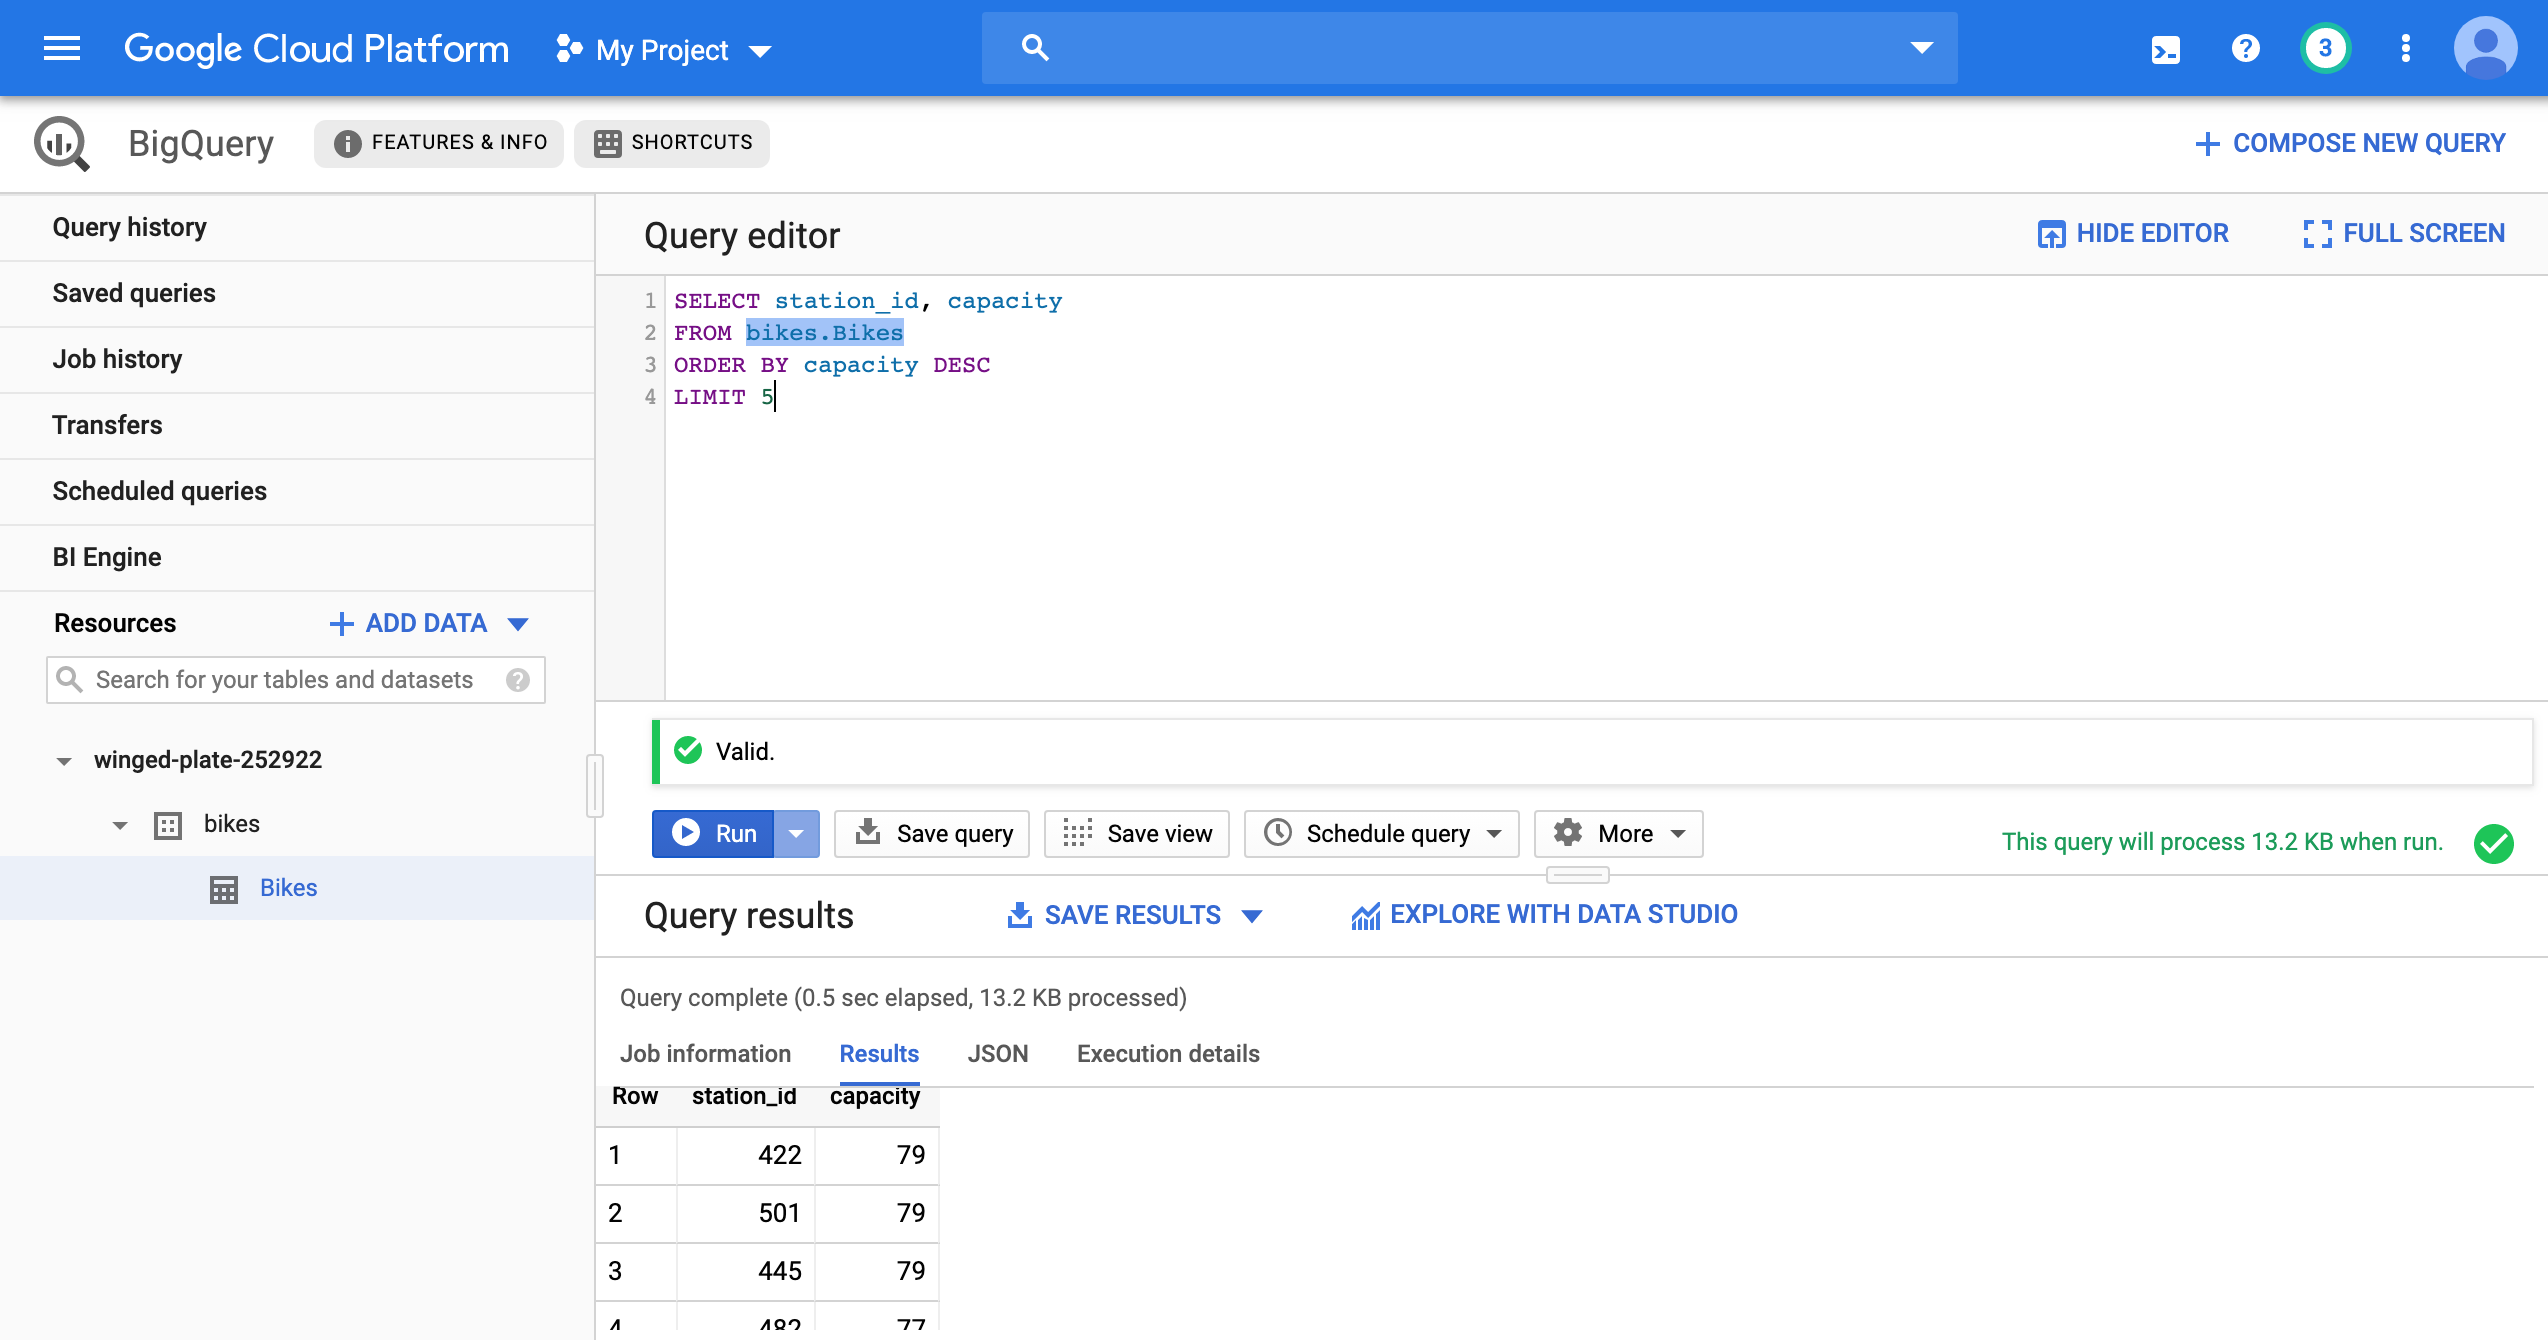 Google Cloud Platform My Project 3
BigQuery FEATURES & INFO SHORTCUTS COMPOSE NEW QUERY
Query history
Saved queries
Job history
Transfers
Scheduled queries
BI Engine
Resources ADD DATA
Search for your tables and datasets
winged-plate-252922
bikes
Bikes
Query editor HIDE EDITOR FULL SCREEN
1 SELECT station_id, capacity
2 FROM bikes.Bikes
3 ORDER BY capacity DESC
4 LIMIT 5
Valid.
Run Save query Save view Schedule query More This query will process 13.2 KB when run.
Query results SAVE RESULTS EXPLORE WITH DATA STUDIO
Query complete (0.5 sec elapsed, 13.2 KB processed)
Job information Results JSON Execution details
Row station_id capacity
1 422 79
2 501 79
3 445 79
4 482 77